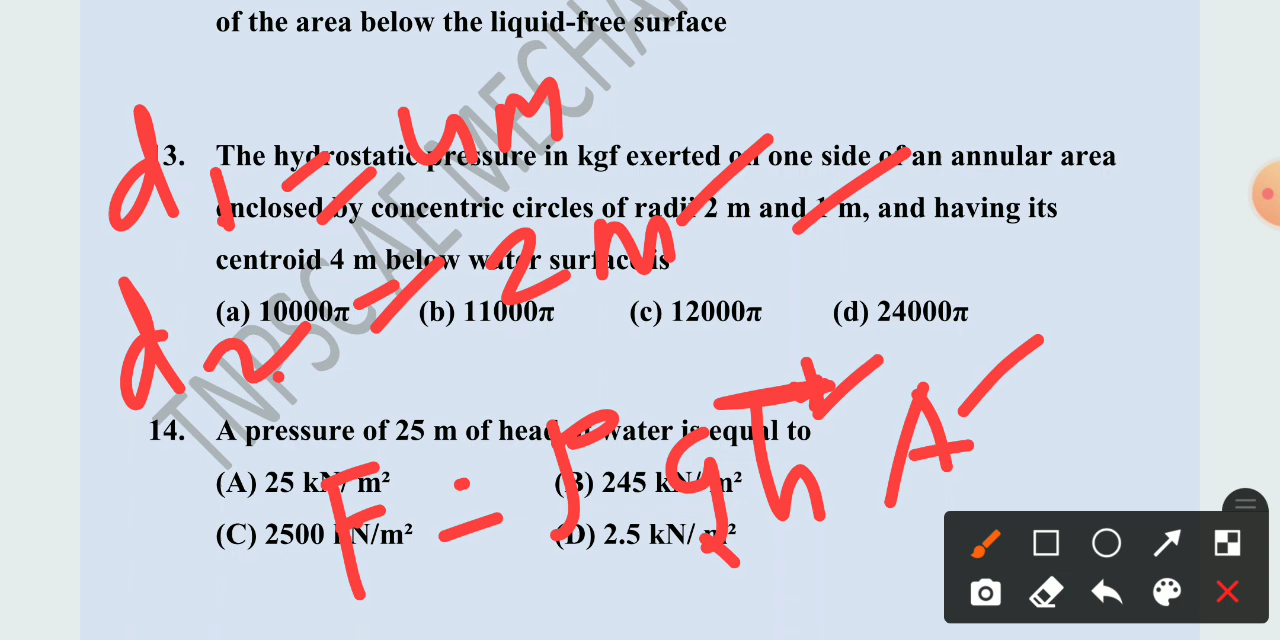 of the area below the liquid-free surface
13. The hydrostatic pressure in kgf exerted on one side of an annular area
enclosed by concentric circles of radii 2 m and 1 m, and having its
centroid 4 m below water surface is
(a) 10000π (b) 11000π (c) 12000π (d) 24000π
14. A pressure of 25 m of head of water is equal to
(A) 25 kN/ m² (B) 245 kN/ m²
(C) 2500 kN/m² (D) 2.5 kN/ m²
d1 = 4m
d2 = 2m
F = ρg h̄ A
TNPSC AE MECHA